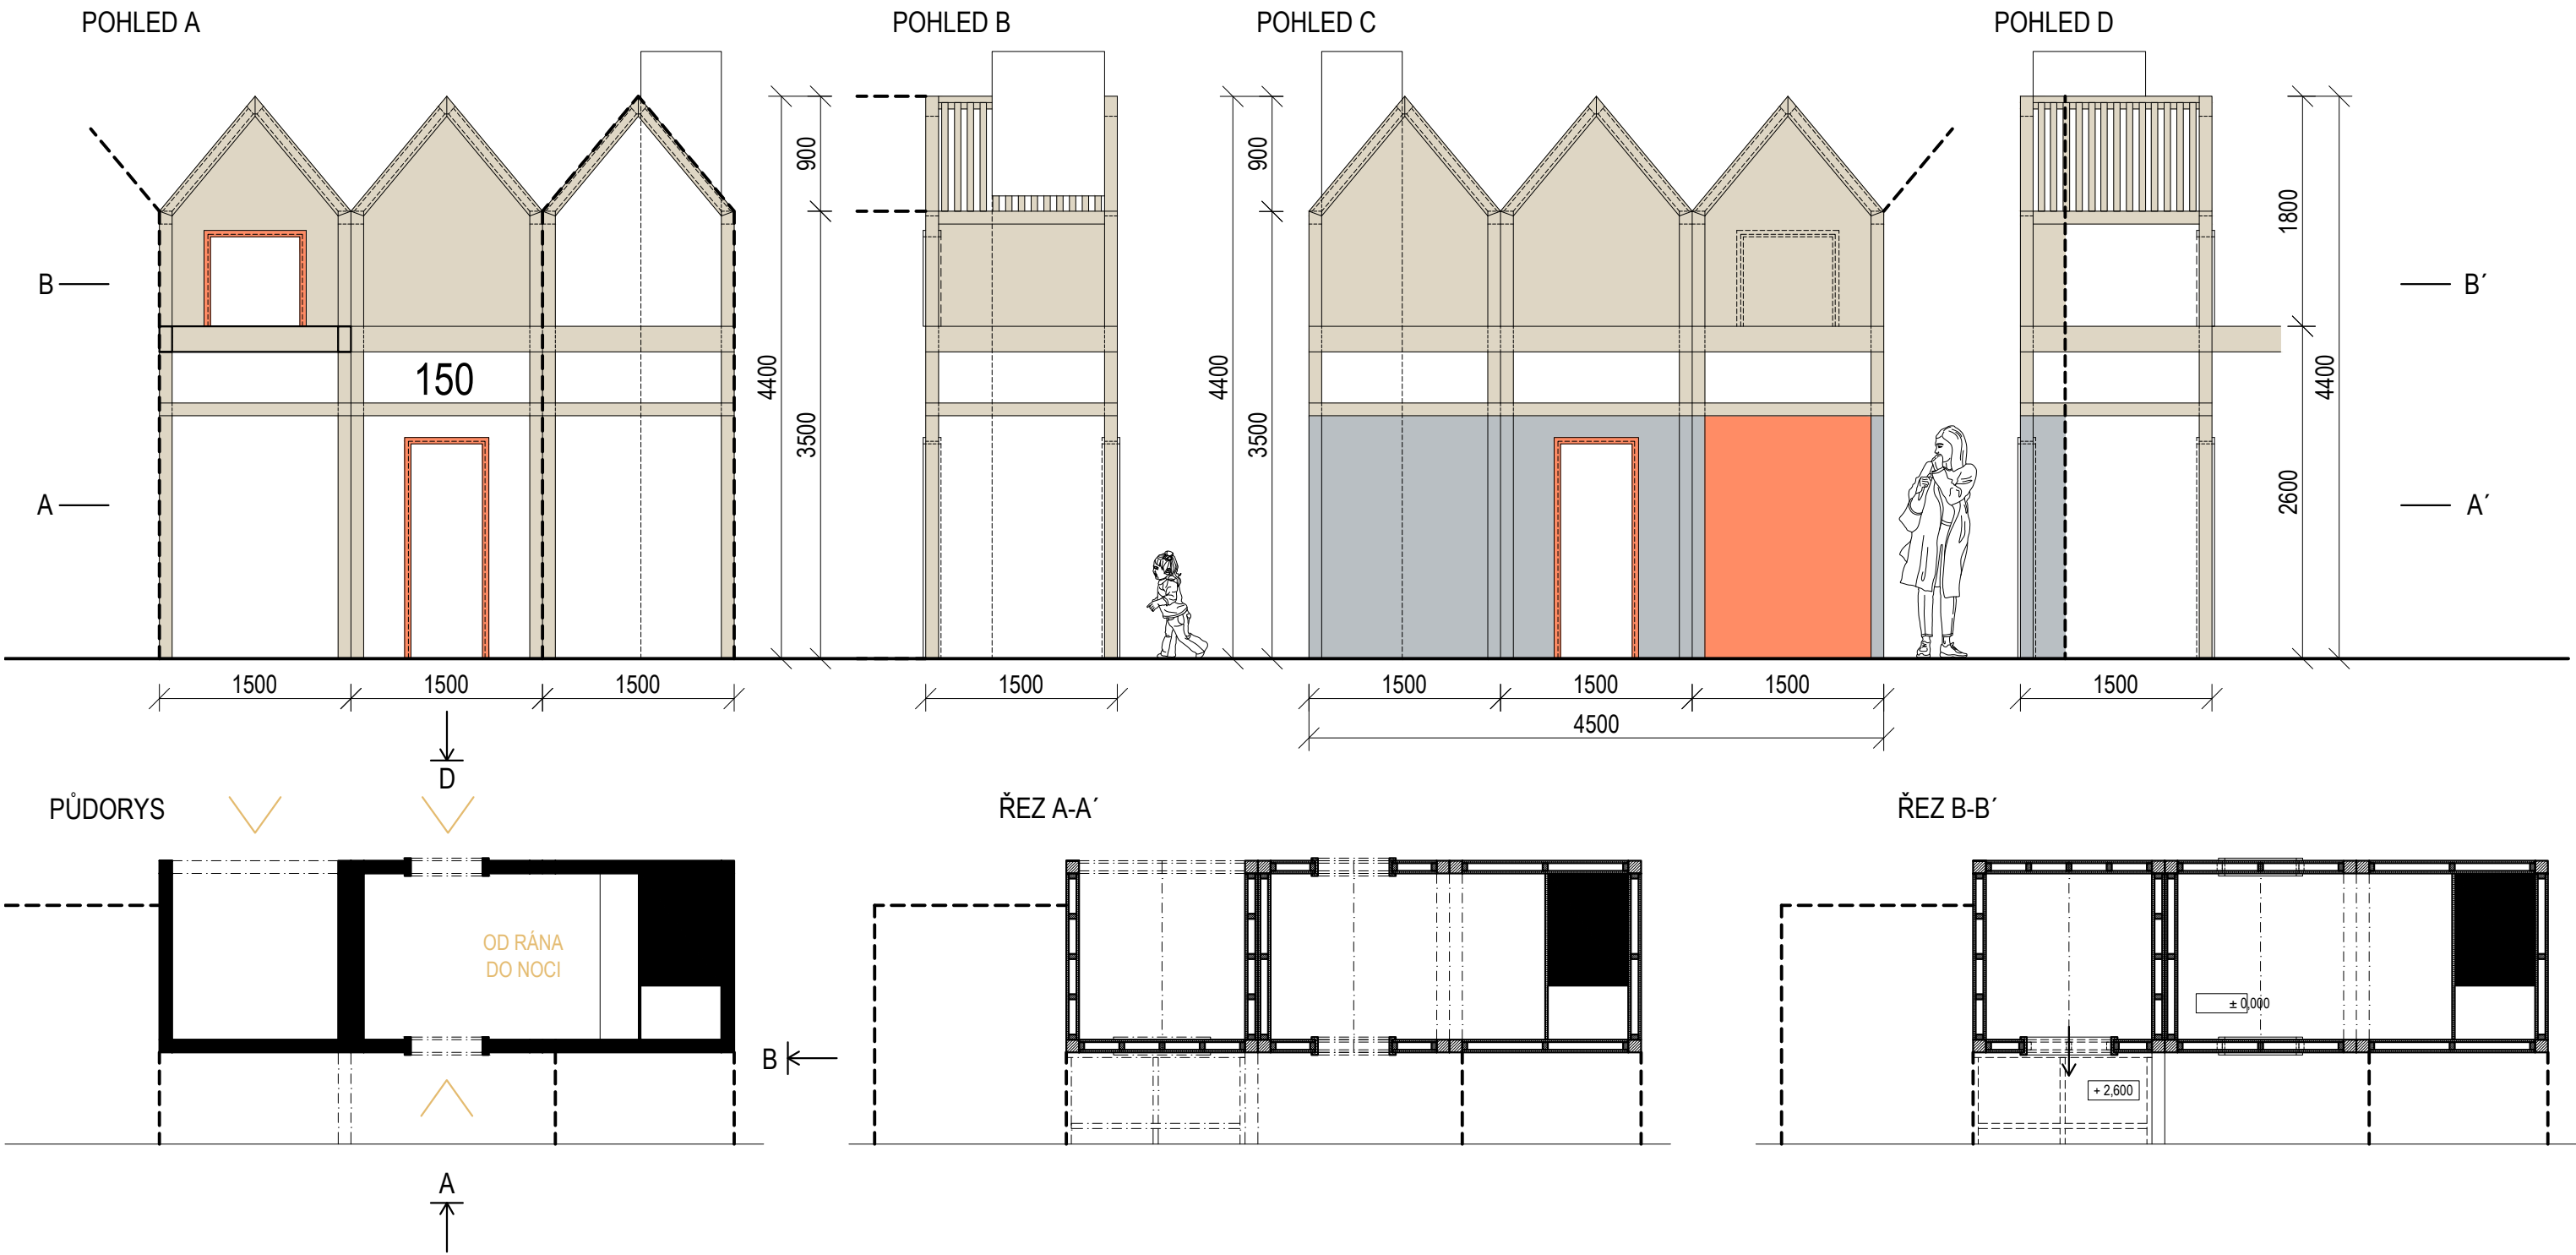 POHLED A
POHLED B
POHLED C
POHLED D
900
900
1800
B
B´
4400
150
4400
4400
3500
3500
2600
A
A´
1500
1500
1500
1500
1500
1500
1500
1500
4500
D
PŮDORYS
ŘEZ A-A´
ŘEZ B-B´
OD RÁNA
DO NOCI
± 0,000
B
+ 2,600
A